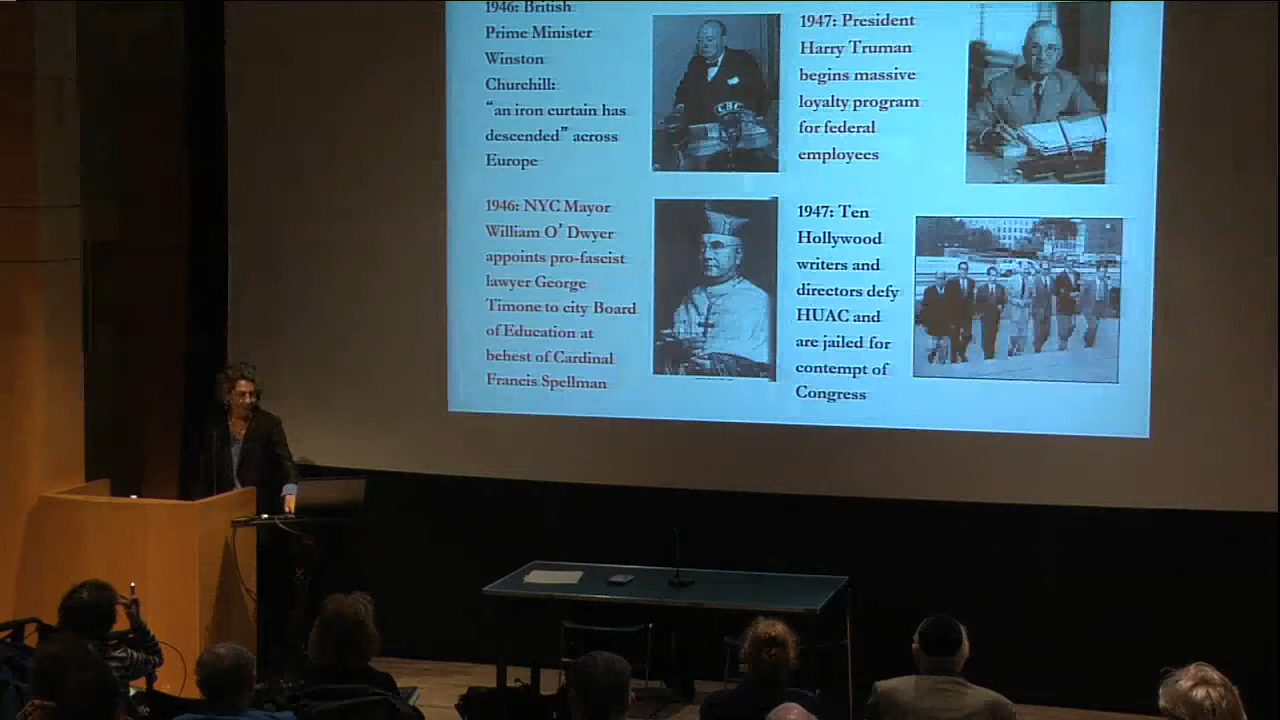 1946: British
Prime Minister
Winston
Churchill:
“an iron curtain has
descended” across
Europe
1947: President
Harry Truman
begins massive
loyalty program
for federal
employees
CBC
1946: NYC Mayor
William O’ Dwyer
appoints pro-fascist
lawyer George
Timone to city Board
of Education at
behest of Cardinal
Francis Spellman
1947: Ten
Hollywood
writers and
directors defy
HUAC and
are jailed for
contempt of
Congress